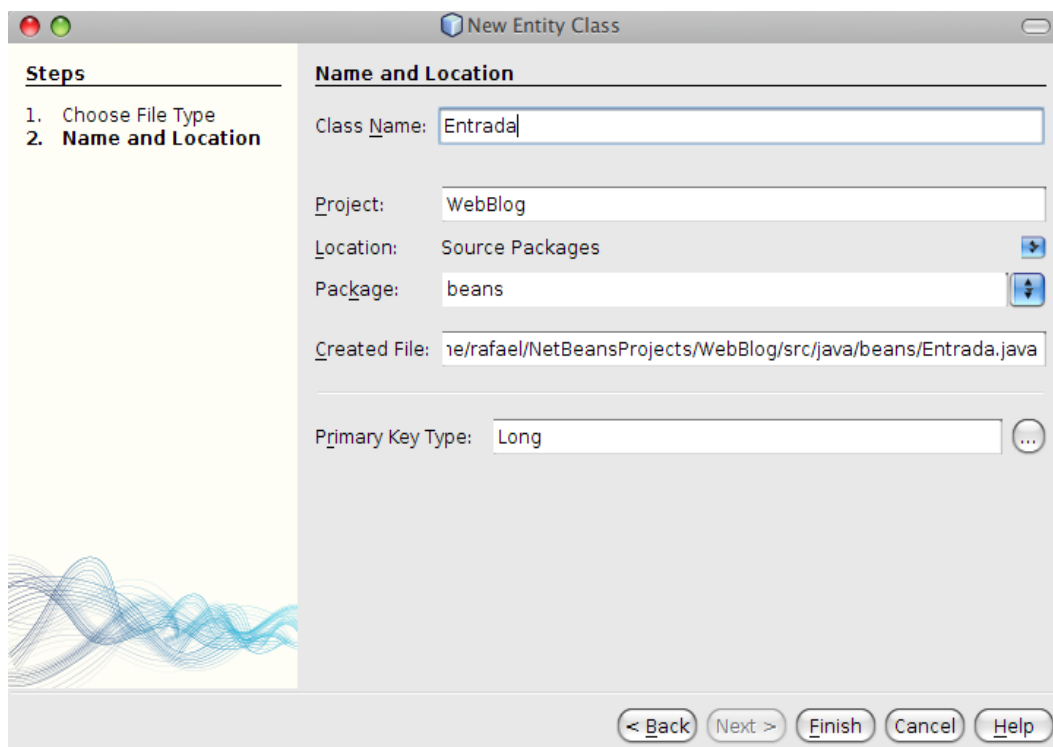 New Entity Class
Steps
1. Choose File Type
2. Name and Location
Name and Location
Class Name: Entrada
Project: WebBlog
Location: Source Packages
Package: beans
Created File: ne/rafael/NetBeansProjects/WebBlog/src/java/beans/Entrada.java
Primary Key Type: Long
...
< Back Next > Finish Cancel Help